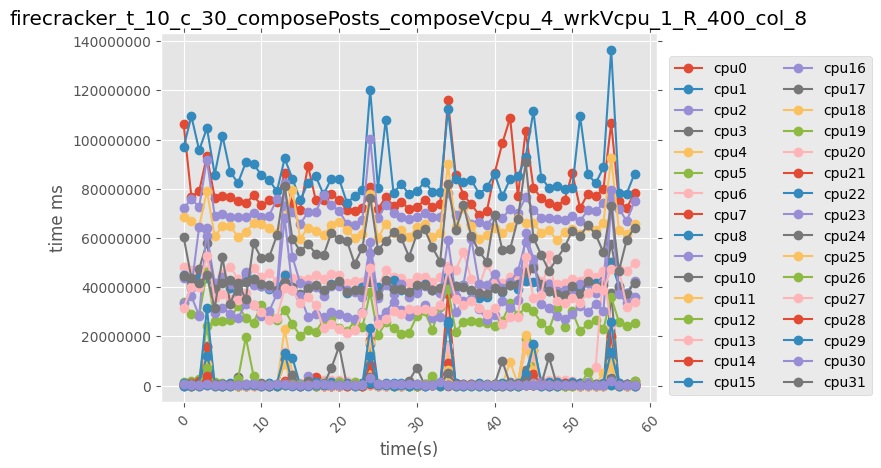 firecracker_t_10_c_30_composePosts_composeVcpu_4_wrkVcpu_1_R_400_col_8
140000000
120000000
100000000
80000000
60000000
40000000
20000000
0
time ms
0 10 20 30 40 50 60
time(s)
cpu0 cpu16
cpu1 cpu17
cpu2 cpu18
cpu3 cpu19
cpu4 cpu20
cpu5 cpu21
cpu6 cpu22
cpu7 cpu23
cpu8 cpu24
cpu9 cpu25
cpu10 cpu26
cpu11 cpu27
cpu12 cpu28
cpu13 cpu29
cpu14 cpu30
cpu15 cpu31